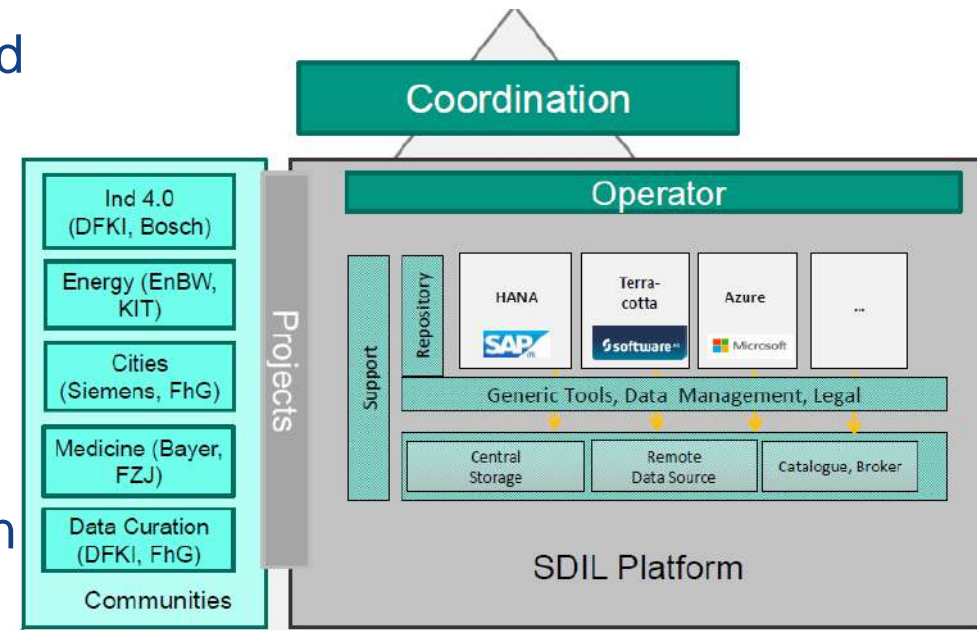 d
n
Coordination
Operator
Ind 4.0
(DFKI, Bosch)
Energy (EnBW,
KIT)
Cities
(Siemens, FhG)
Medicine (Bayer,
FZJ)
Data Curation
(DFKI, FhG)
Communities
Projects
Support
Repository
HANA
SAP
Terra-
cotta
software AG
Azure
Microsoft
...
Generic Tools, Data Management, Legal
Central
Storage
Remote
Data Source
Catalogue, Broker
SDIL Platform